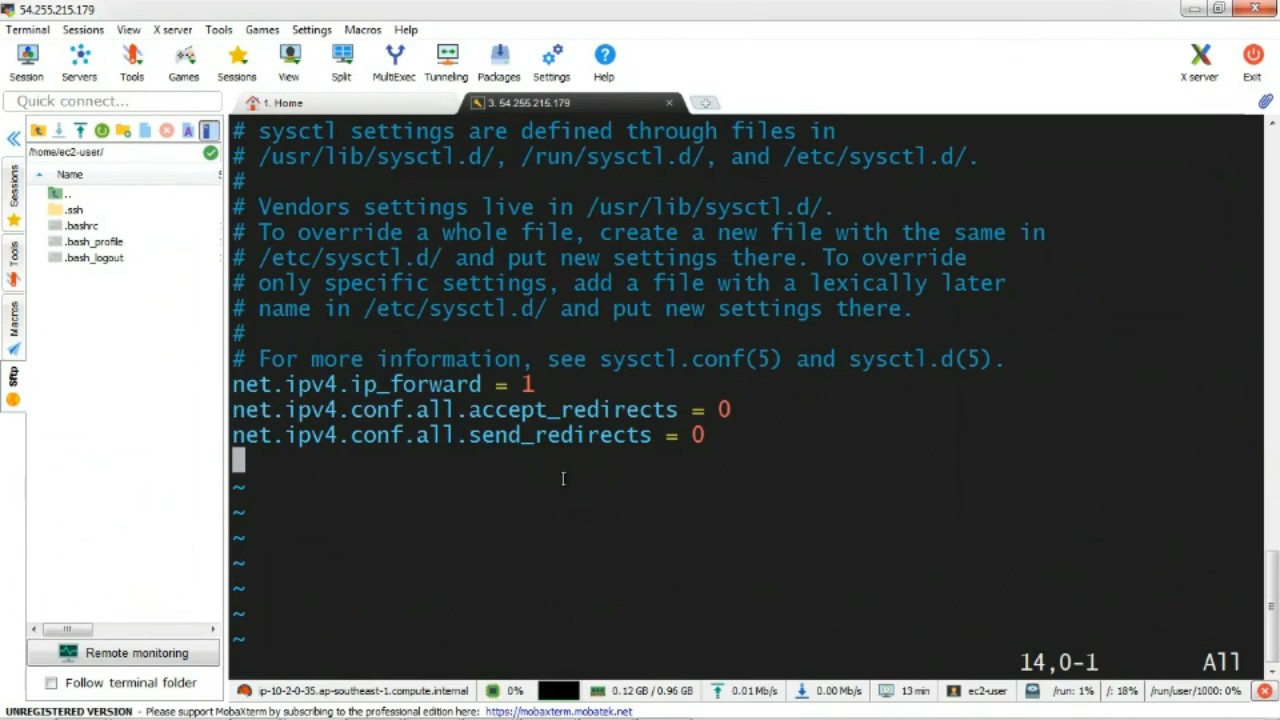 54.255.215.179
Terminal Sessions View X server Tools Games Settings Macros Help
Session Servers Tools Games Sessions View Split MultiExec Tunneling Packages Settings Help X server Exit
Quick connect...
1. Home
3. 54.255.215.179
/home/ec2-user/
Name
..
.ssh
.bashrc
.bash_profile
.bash_logout
Sessions
Tools
Macros
Sftp
# sysctl settings are defined through files in
# /usr/lib/sysctl.d/, /run/sysctl.d/, and /etc/sysctl.d/.
#
# Vendors settings live in /usr/lib/sysctl.d/.
# To override a whole file, create a new file with the same in
# /etc/sysctl.d/ and put new settings there. To override
# only specific settings, add a file with a lexically later
# name in /etc/sysctl.d/ and put new settings there.
#
# For more information, see sysctl.conf(5) and sysctl.d(5).
net.ipv4.ip_forward = 1
net.ipv4.conf.all.accept_redirects = 0
net.ipv4.conf.all.send_redirects = 0
~
~
~
~
~
~
~
14,0-1 All
Remote monitoring
Follow terminal folder
ip-10-2-0-35.ap-southeast-1.compute.internal 0% 0.12 GB / 0.96 GB 0.01 Mb/s 0.00 Mb/s 13 min ec2-user /run: 1% /: 18% /run/user/1000: 0%
UNREGISTERED VERSION - Please support MobaXterm by subscribing to the professional edition here: https://mobaxterm.mobatek.net